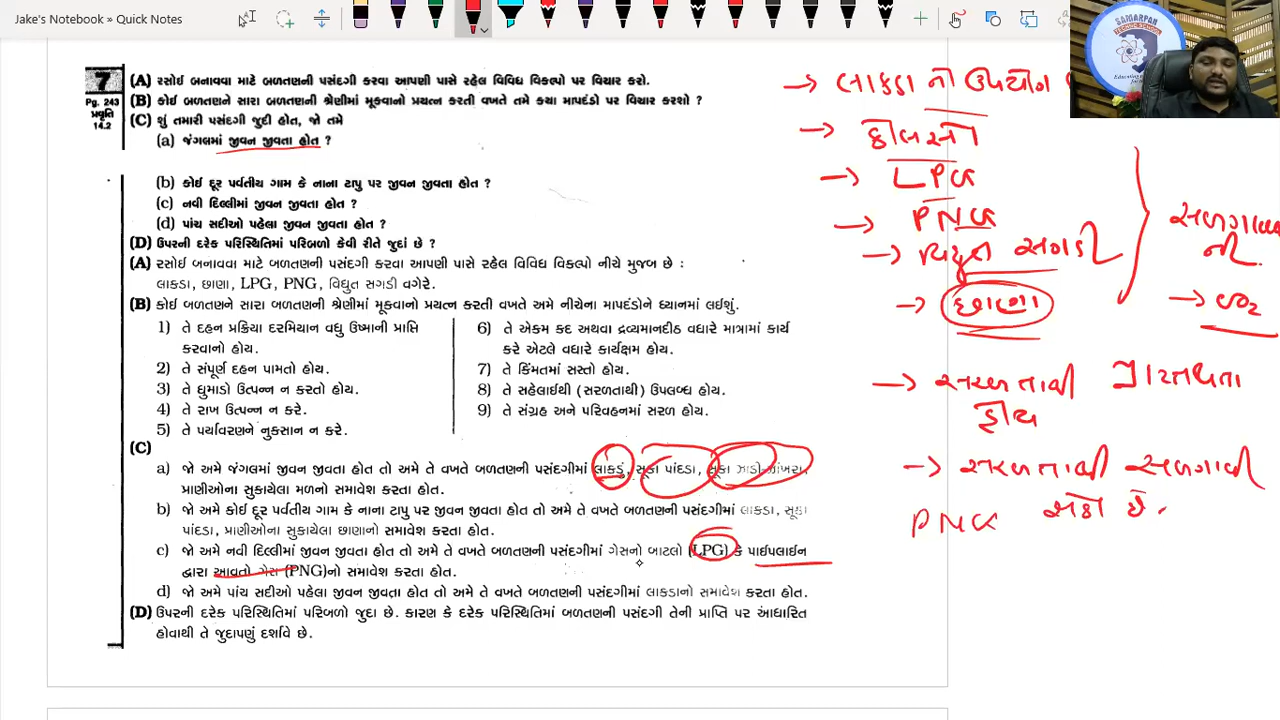 Jake's Notebook » Quick Notes
SAMARPAN
7
Pg. 243
પ્રવૃતિ
14.2
(A) રસોઈ બનાવવા માટે બળતણની પસંદગી કરવા આપણી પાસે રહેલ વિવિધ વિકલ્પો પર વિચાર કરો.
(B) કોઈ બળતણને સારા બળતણની શ્રેણીમાં મૂકવાનો પ્રયત્ન કરતી વખતે તમે કયા માપદંડો પર વિચાર કરશો ?
(C) શું તમારી પસંદગી જુદી હોત, જો તમે
(a) જંગલમાં જીવન જીવતા હોત ?
(b) કોઈ દૂર પર્વતીય ગામ કે નાના ટાપુ પર જીવન જીવતા હોત ?
(c) નવી દિલ્લીમાં જીવન જીવતા હોત ?
(d) પાંચ સદીઓ પહેલા જીવન જીવતા હોત ?
(D) ઉપરની દરેક પરિસ્થિતિમાં પરિબળો કેવી રીતે જુદાં છે ?
(A) રસોઈ બનાવવા માટે બળતણની પસંદગી કરવા આપણી પાસે રહેલ વિવિધ વિકલ્પો નીચે મુજબ છે :
લાકડા, છાણા, LPG, PNG, વિદ્યુત સગડી વગેરે.
(B) કોઈ બળતણને સારા બળતણની શ્રેણીમાં મૂકવાનો પ્રયત્ન કરતી વખતે અમે નીચેના માપદંડોને ધ્યાનમાં લઈશું.
1) તે દહન પ્રક્રિયા દરમિયાન વધુ ઉષ્માની પ્રાપ્તિ
કરવાનો હોય.
2) તે સંપૂર્ણ દહન પામતો હોય.
3) તે ધુમાડો ઉત્પન્ન ન કરતો હોય.
4) તે રાખ ઉત્પન્ન ન કરે.
5) તે પર્યાવરણને નુકસાન ન કરે.
6) તે એકમ કદ અથવા દ્રવ્યમાનદીઠ વધારે માત્રામાં કાર્ય
કરે એટલે વધારે કાર્યક્ષમ હોય.
7) તે કિંમતમાં સસ્તો હોય.
8) તે સહેલાઈથી (સરળતાથી) ઉપલબ્ધ હોય.
9) તે સંગ્રહ અને પરિવહનમાં સરળ હોય.
(C)
a) જો અમે જંગલમાં જીવન જીવતા હોત તો અમે તે વખતે બળતણની પસંદગીમાં લાકડું, સૂકા પાંદડા, સૂકા ઝાડી-ઝાંખરા,
પ્રાણીઓના સુકાયેલા મળનો સમાવેશ કરતા હોત.
b) જો અમે કોઈ દૂર પર્વતીય ગામ કે નાના ટાપુ પર જીવન જીવતા હોત તો અમે તે વખતે બળતણની પસંદગીમાં લાકડા, સૂકા
પાંદડા, પ્રાણીઓના સુકાયેલા છાણાનો સમાવેશ કરતા હોત.
c) જો અમે નવી દિલ્લીમાં જીવન જીવતા હોત તો અમે તે વખતે બળતણની પસંદગીમાં ગેસનો બાટલો (LPG) કે પાઈપલાઈન
દ્વારા આવતો ગેસ (PNG)નો સમાવેશ કરતા હોત.
d) જો અમે પાંચ સદીઓ પહેલા જીવન જીવતા હોત તો અમે તે વખતે બળતણની પસંદગીમાં લાકડાનો સમાવેશ કરતા હોત.
(D) ઉપરની દરેક પરિસ્થિતિમાં પરિબળો જુદા છે. કારણ કે દરેક પરિસ્થિતિમાં બળતણની પસંદગી તેની પ્રાપ્તિ પર આધારિત
હોવાથી તે જુદાપણું દર્શાવે છે.
→ લાકડા નો ઉપયોગ
→ કોલસો
→ LPG
→ PNG
→ વિદ્યુત સગડી
→ છાણા
→ CO₂
→ સરળતાથી
હોય
→ સરળતાથી સળગાવી
PNG